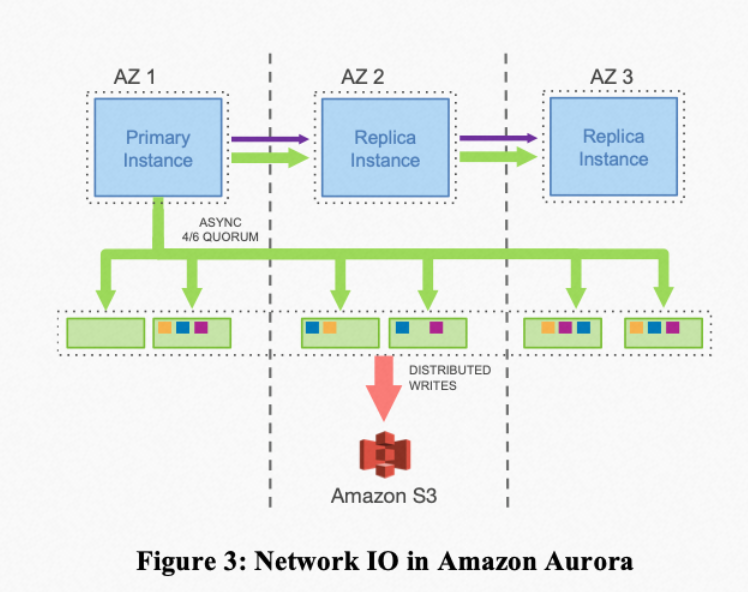 AZ 1
AZ 2
AZ 3
Primary
Instance
Replica
Instance
Replica
Instance
ASYNC
4/6 QUORUM
DISTRIBUTED
WRITES
Amazon S3
Figure 3: Network IO in Amazon Aurora